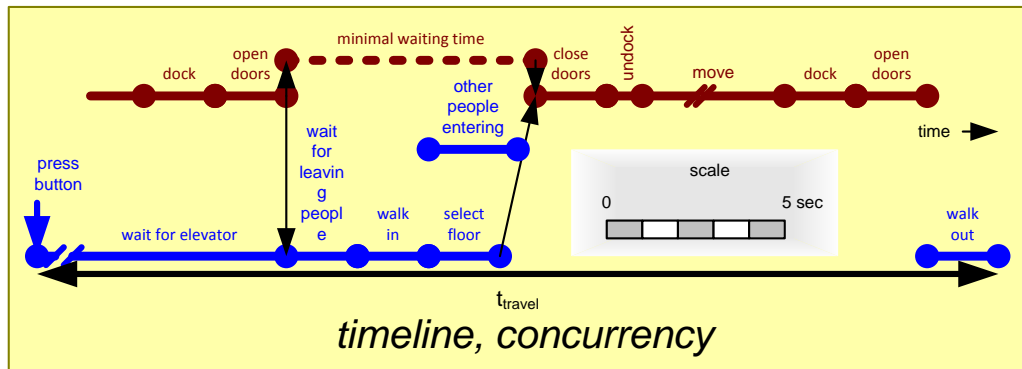 minimal waiting time
open
doors
dock
close
doors
undock
move
dock
open
doors
other
people
entering
time
wait
for
leavin
g
peopl
e
press
button
scale
0
5 sec
wait for elevator
walk
in
select
floor
walk
out
t travel
timeline, concurrency